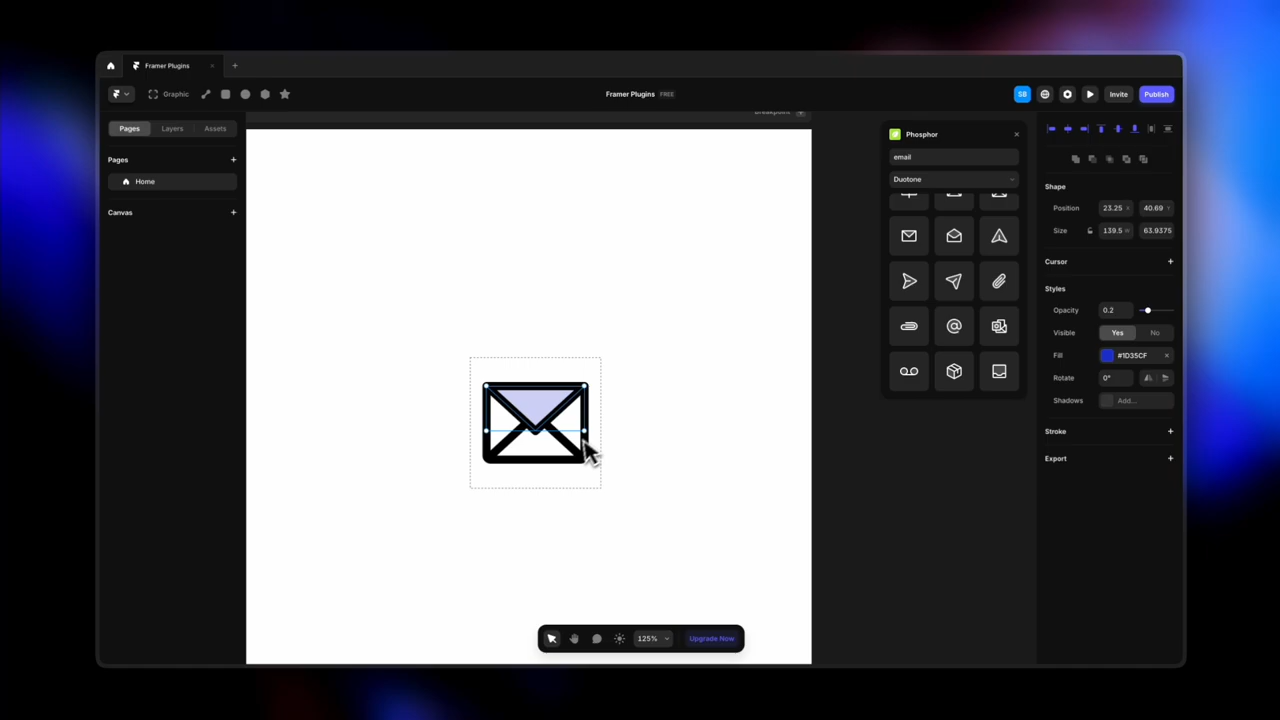 Framer Plugins
Graphic
Framer Plugins FREE
SB
Invite
Publish
Pages
Layers
Assets
Breakpoint
Phosphor
Pages
Home
Canvas
email
Duotone
Shape
Position
23.25 X
40.69 Y
Size
139.5 W
63.9375
Cursor
Styles
Opacity
0.2
Visible
Yes
No
Fill
#1D35CF
Rotate
0°
Shadows
Add...
Stroke
Export
125%
Upgrade Now